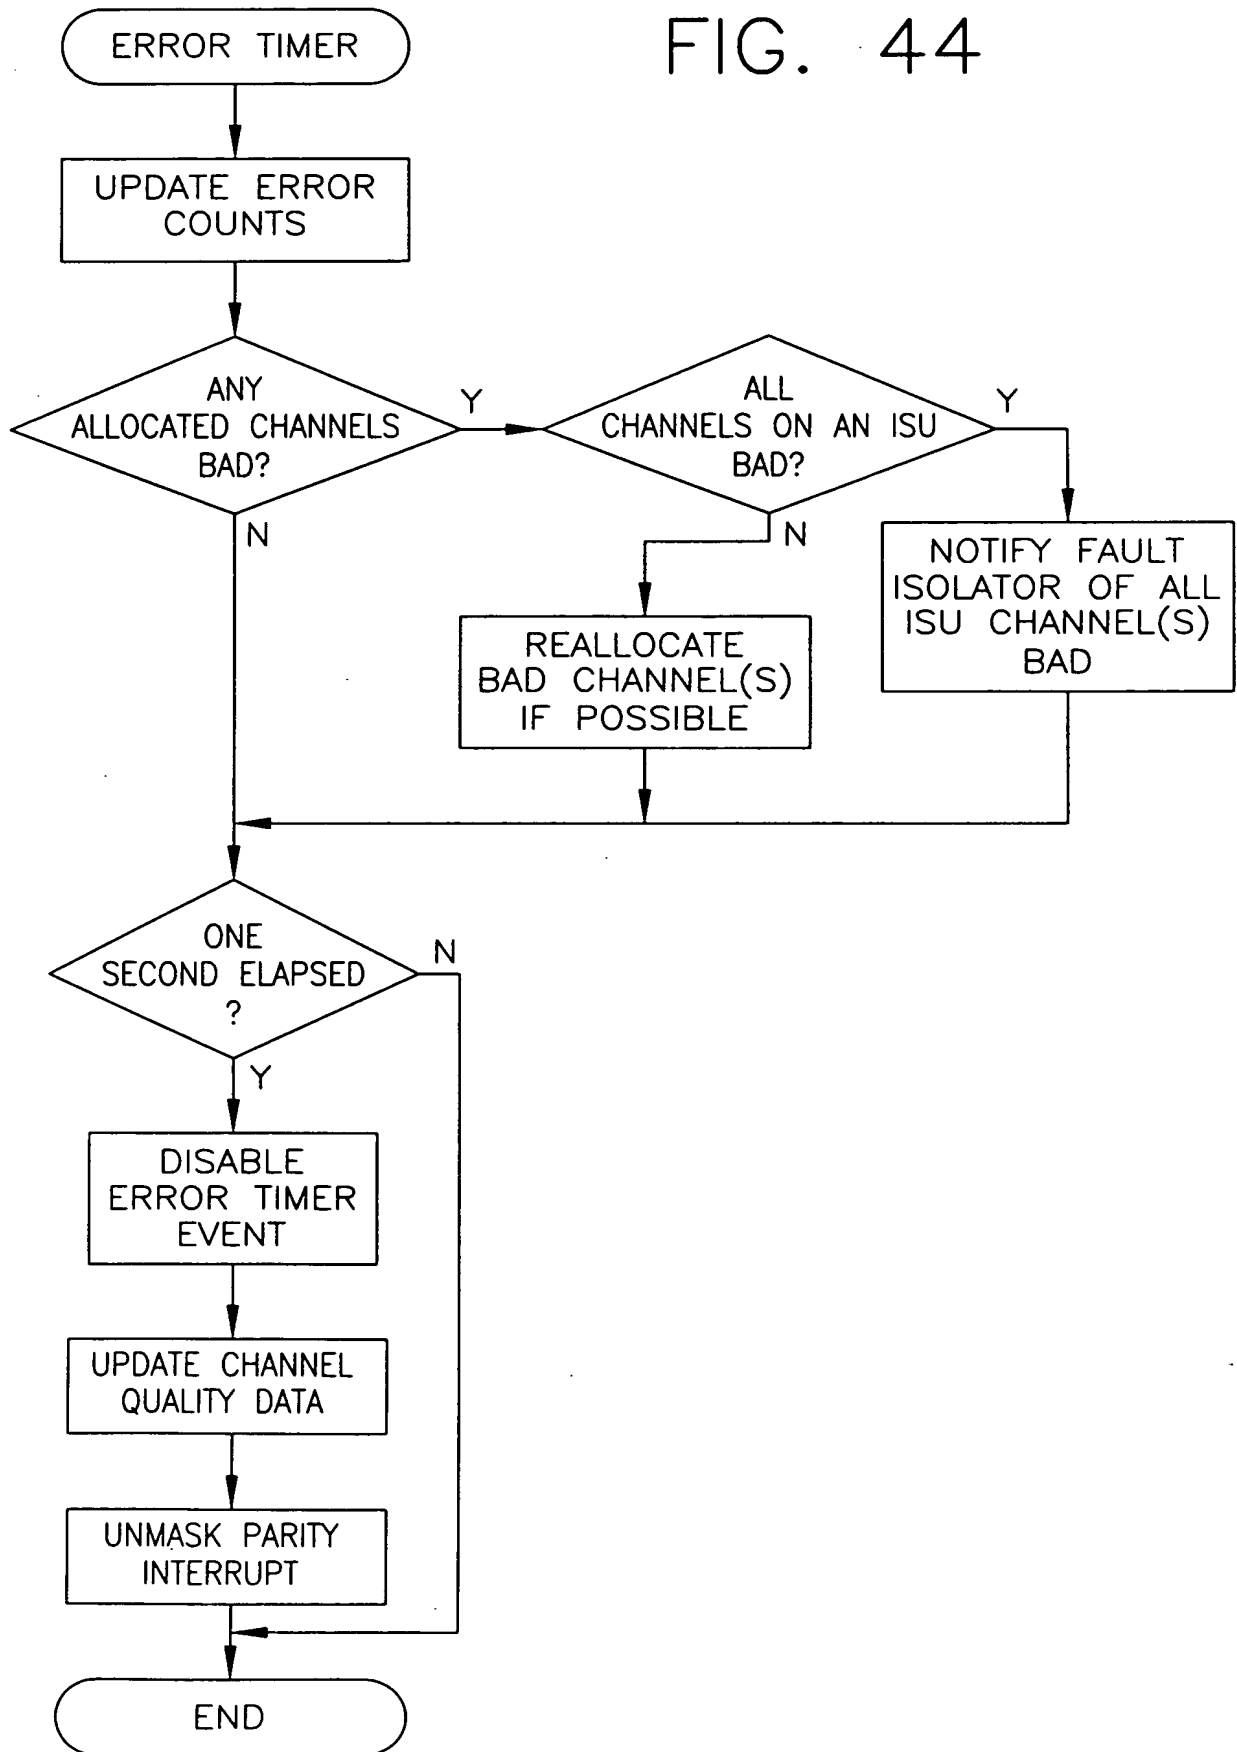 ERROR TIMER
FIG. 44
UPDATE ERROR
COUNTS
ANY
ALLOCATED CHANNELS
BAD?
Y
N
ALL
CHANNELS ON AN ISU
BAD?
Y
N
NOTIFY FAULT
ISOLATOR OF ALL
ISU CHANNEL(S)
BAD
REALLOCATE
BAD CHANNEL(S)
IF POSSIBLE
ONE
SECOND ELAPSED
?
N
Y
DISABLE
ERROR TIMER
EVENT
UPDATE CHANNEL
QUALITY DATA
UNMASK PARITY
INTERRUPT
END